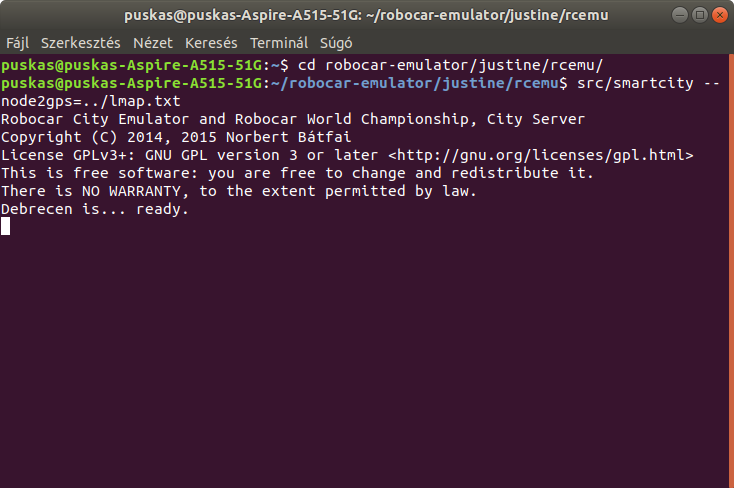 puskas@puskas-Aspire-A515-51G: ~/robocar-emulator/justine/rcemu
Fájl Szerkesztés Nézet Keresés Terminál Súgó
puskas@puskas-Aspire-A515-51G:~$ cd robocar-emulator/justine/rcemu/
puskas@puskas-Aspire-A515-51G:~/robocar-emulator/justine/rcemu$ src/smartcity --
node2gps=../lmap.txt
Robocar City Emulator and Robocar World Championship, City Server
Copyright (C) 2014, 2015 Norbert Bátfai
License GPLv3+: GNU GPL version 3 or later <http://gnu.org/licenses/gpl.html>
This is free software: you are free to change and redistribute it.
There is NO WARRANTY, to the extent permitted by law.
Debrecen is... ready.